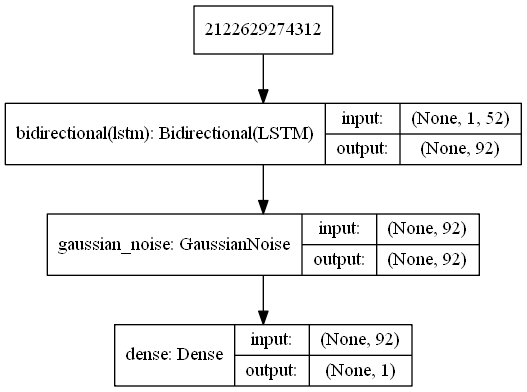 2122629274312
bidirectional(lstm): Bidirectional(LSTM)
input: (None, 1, 52)
output: (None, 92)
gaussian_noise: GaussianNoise
input: (None, 92)
output: (None, 92)
dense: Dense
input: (None, 92)
output: (None, 1)